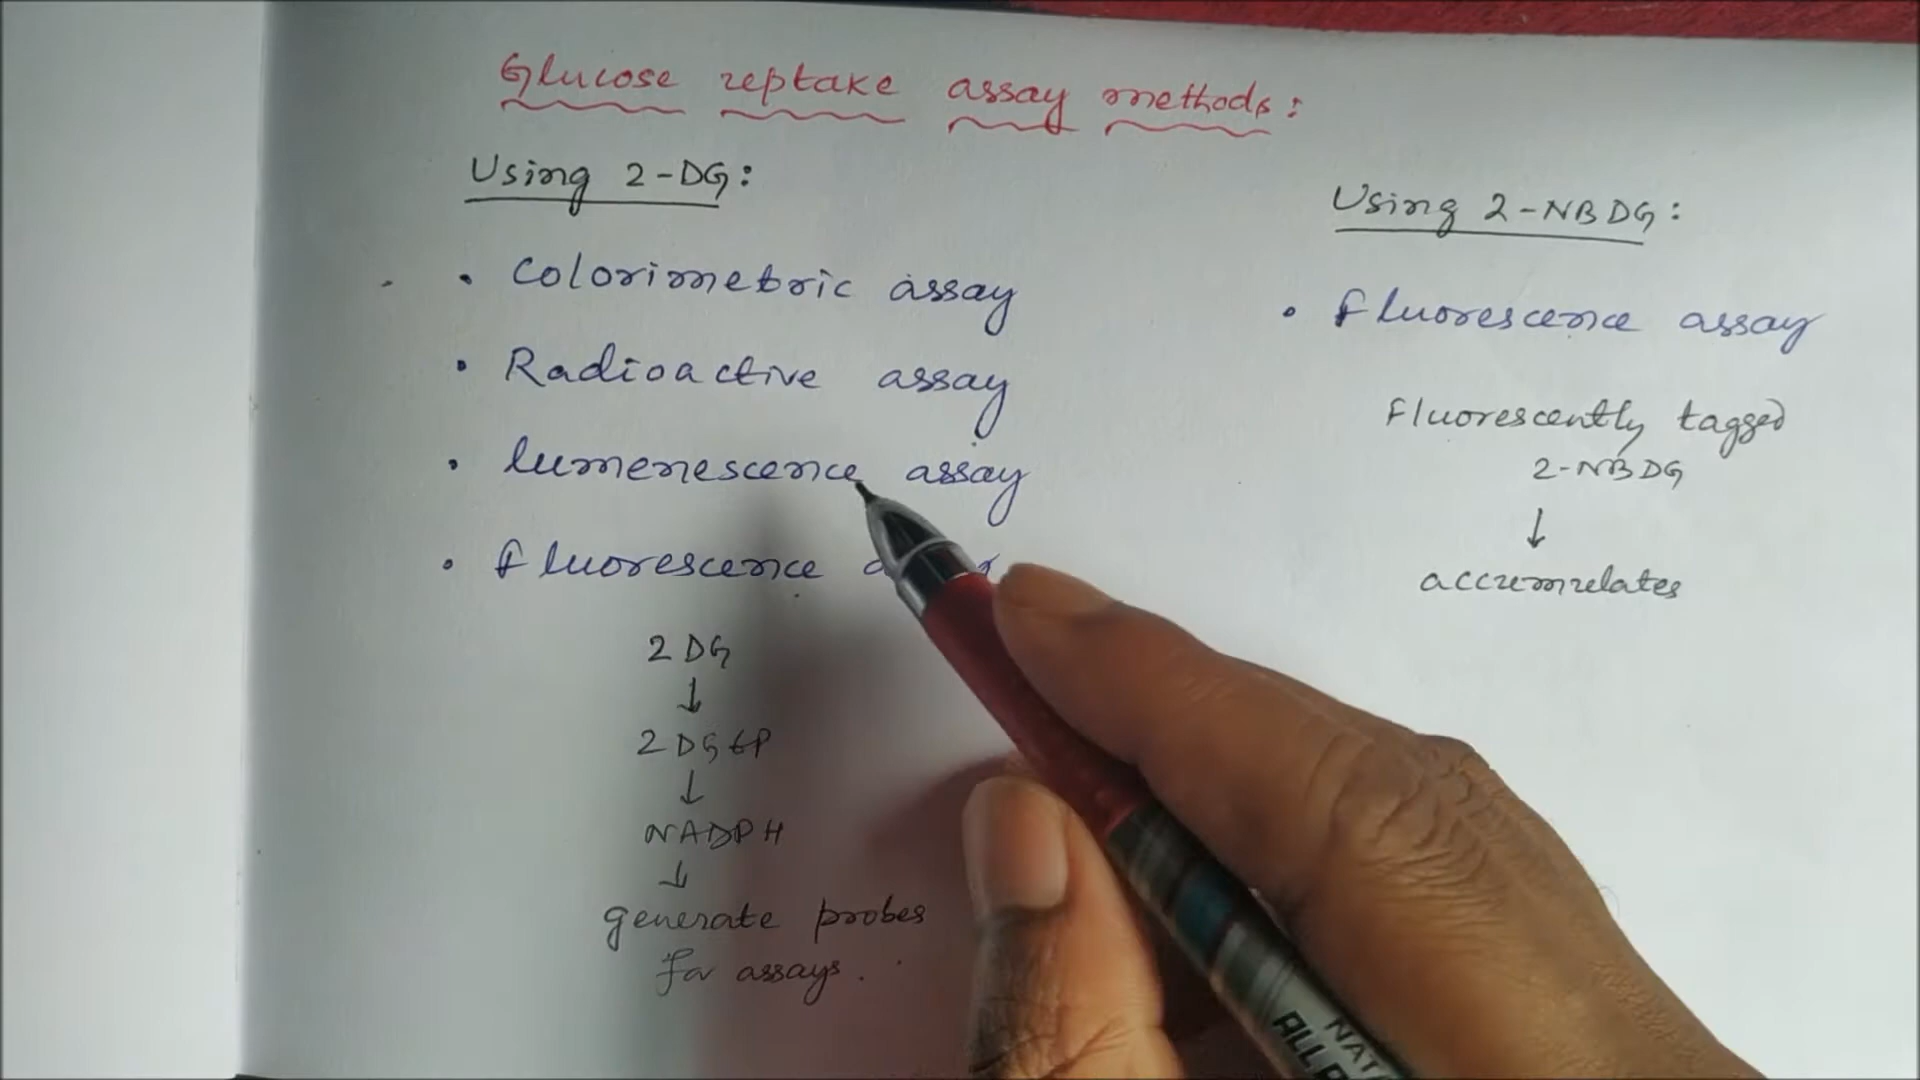 Glucose uptake assay methods:
Using 2-DG:
• Colorimetric assay
• Radioactive assay
• lumenescence assay
• fluorescence
2DG
↓
2DG6P
↓
NADPH
↓
generate probes
for assays.
Using 2-NBDG:
• fluorescence assay
Fluorescently tagged
2-NBDG
↓
accumulates